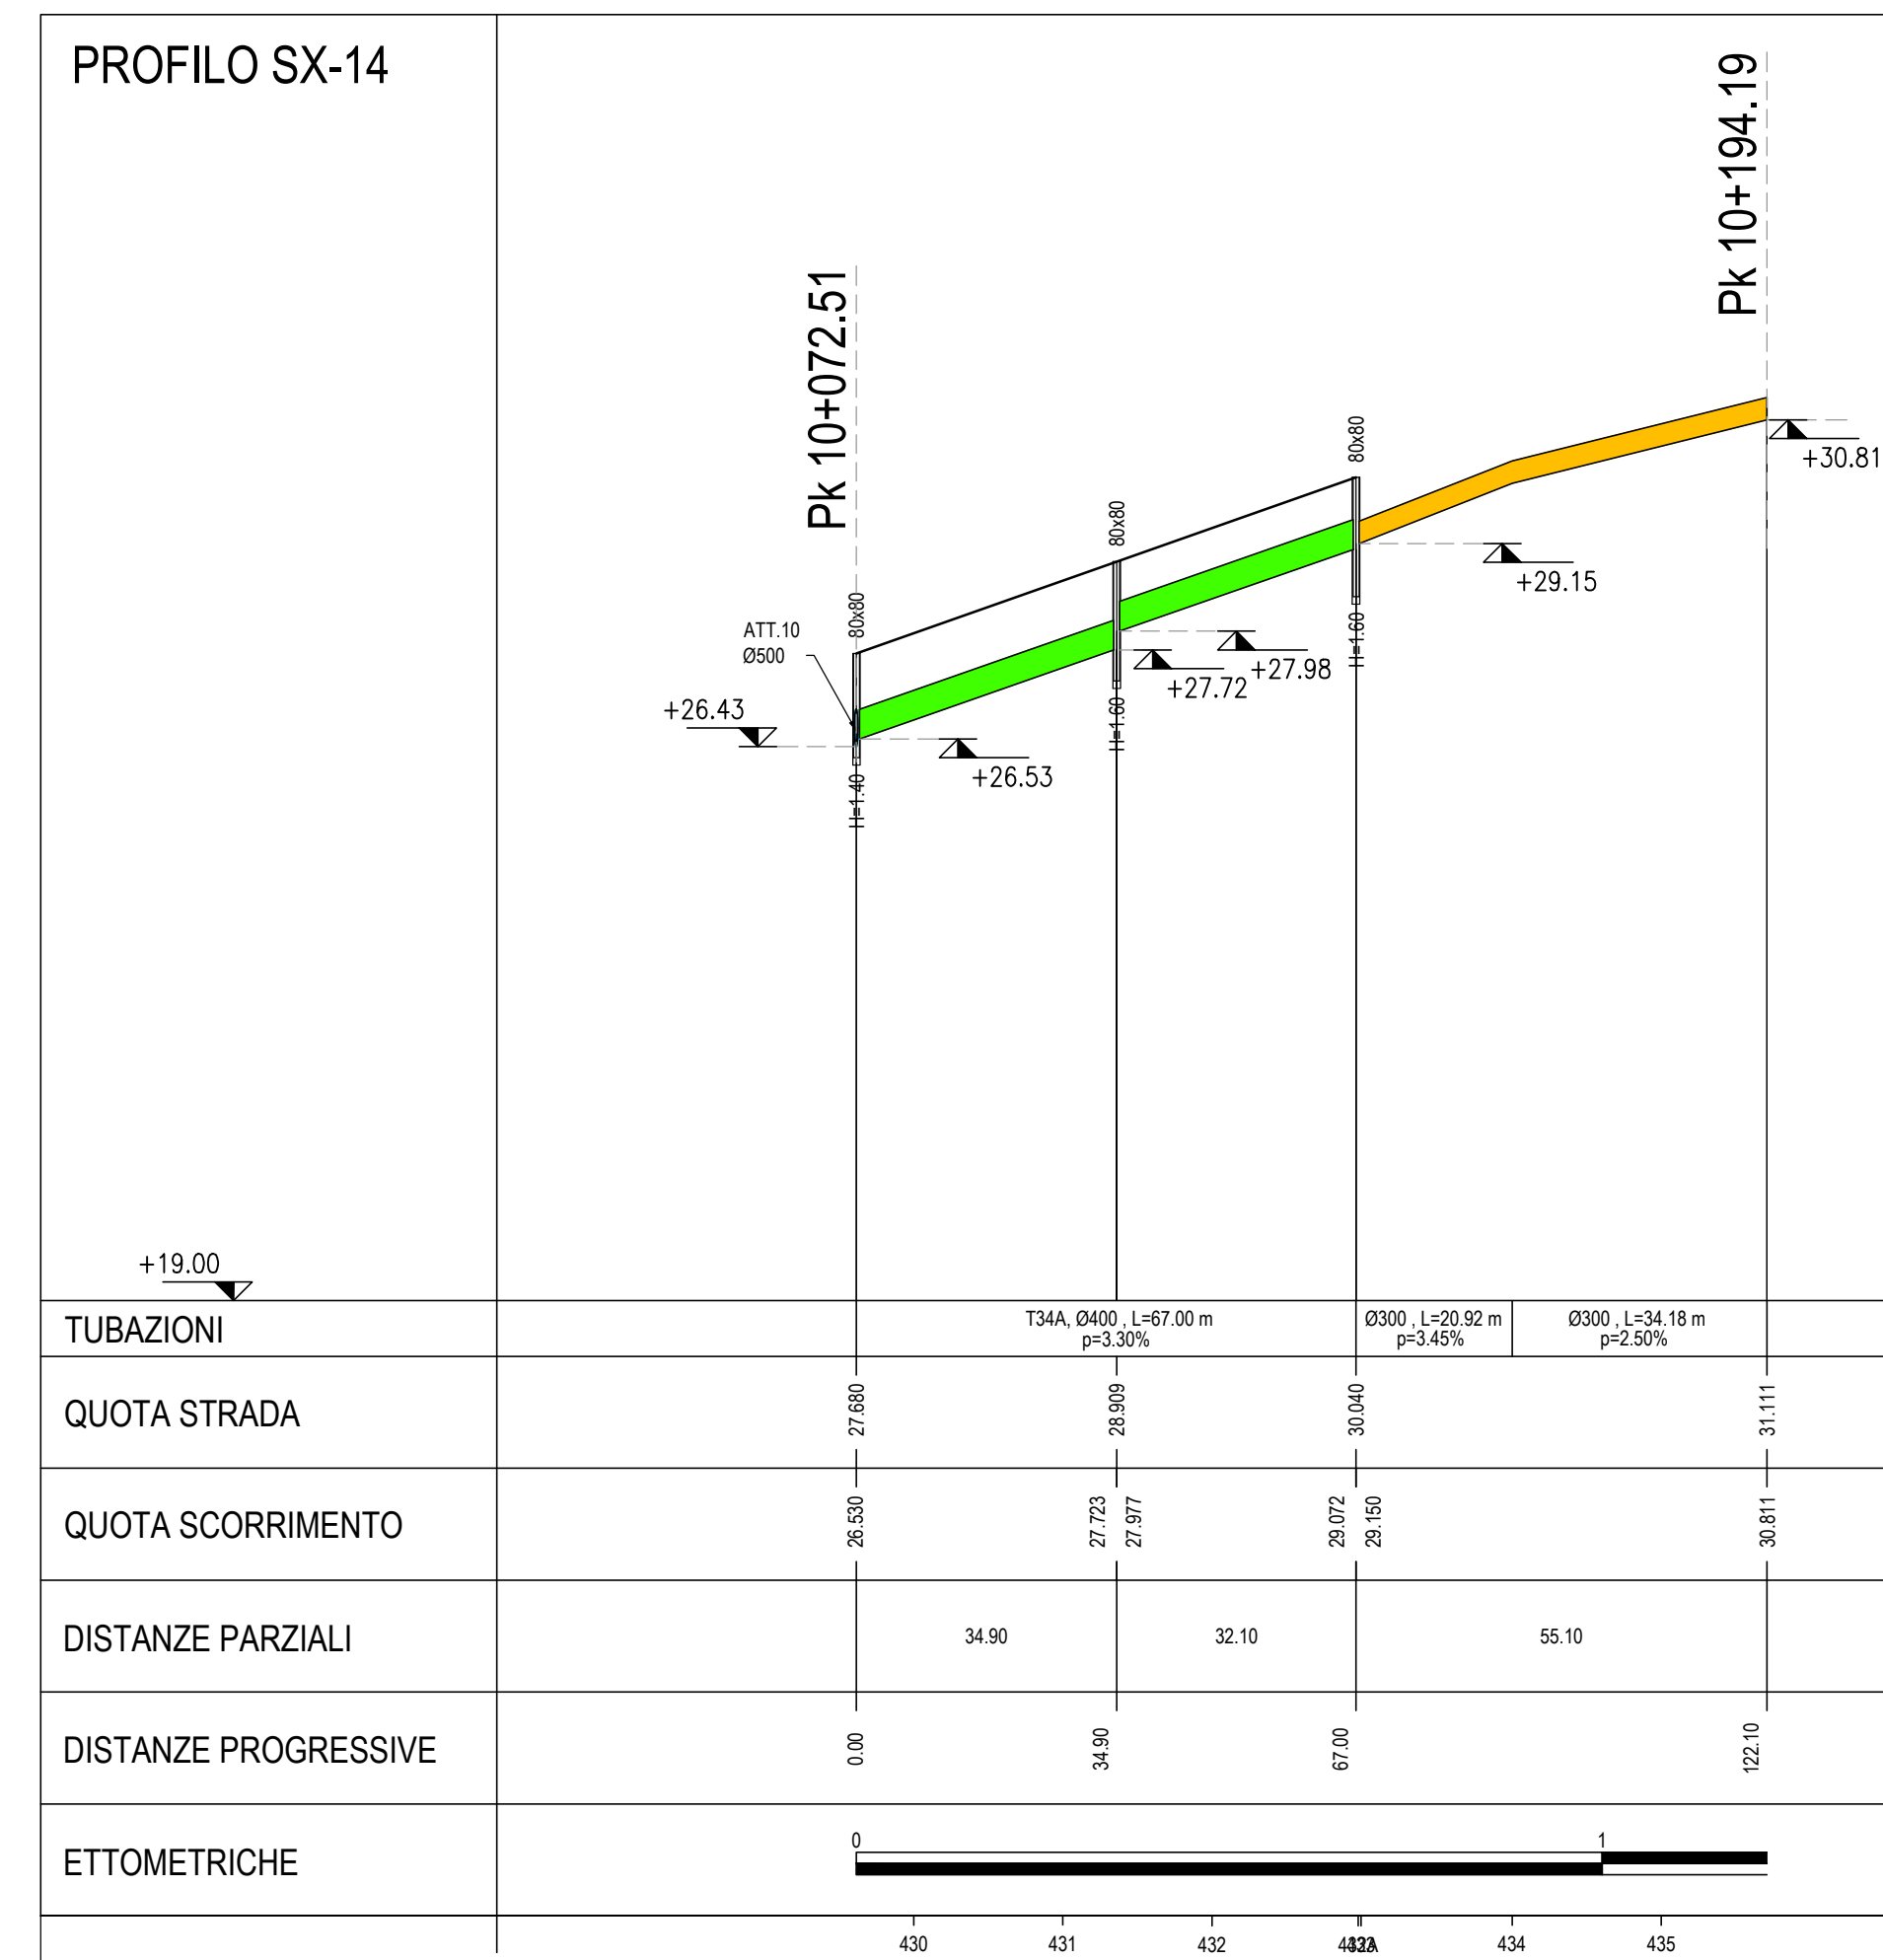 PROFILO SX-14
Pk 10+072.51
Pk 10+194.19
80x80
80x80
80x80
ATT.10
Ø500
+26.43
+26.53
+27.72
+27.98
+29.15
+30.81
H=1.40
H=1.60
H=1.60
+19.00
TUBAZIONI
T34A, Ø400 , L=67.00 m
p=3.30%
Ø300 , L=20.92 m
p=3.45%
Ø300 , L=34.18 m
p=2.50%
QUOTA STRADA
27.680
28.909
30.040
31.111
QUOTA SCORRIMENTO
26.530
27.723
27.977
29.072
29.150
30.811
DISTANZE PARZIALI
34.90
32.10
55.10
DISTANZE PROGRESSIVE
0.00
34.90
67.00
122.10
ETTOMETRICHE
0
1
430
431
432
434
435